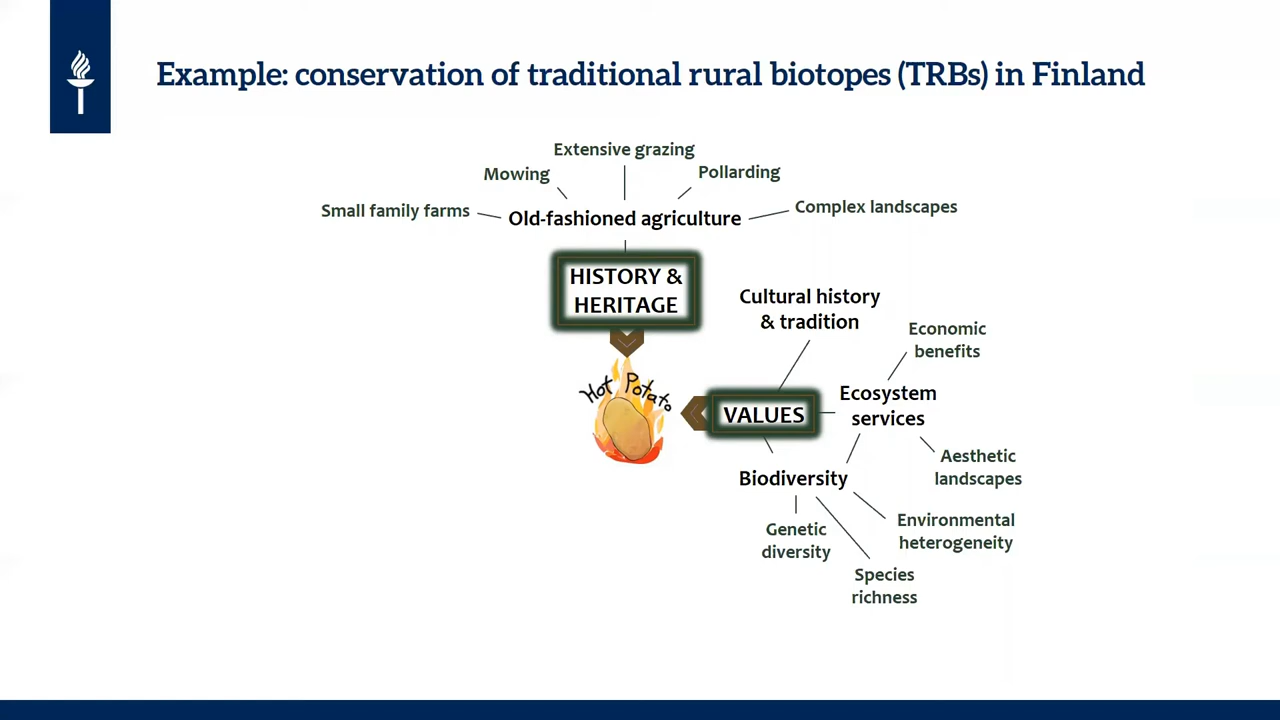 Example: conservation of traditional rural biotopes (TRBs) in Finland
Extensive grazing
Mowing
Pollarding
Small family farms
Old-fashioned agriculture
Complex landscapes
HISTORY &
HERITAGE
Cultural history
& tradition
Economic
benefits
Hot Potato
VALUES
Ecosystem
services
Aesthetic
landscapes
Biodiversity
Genetic
diversity
Environmental
heterogeneity
Species
richness